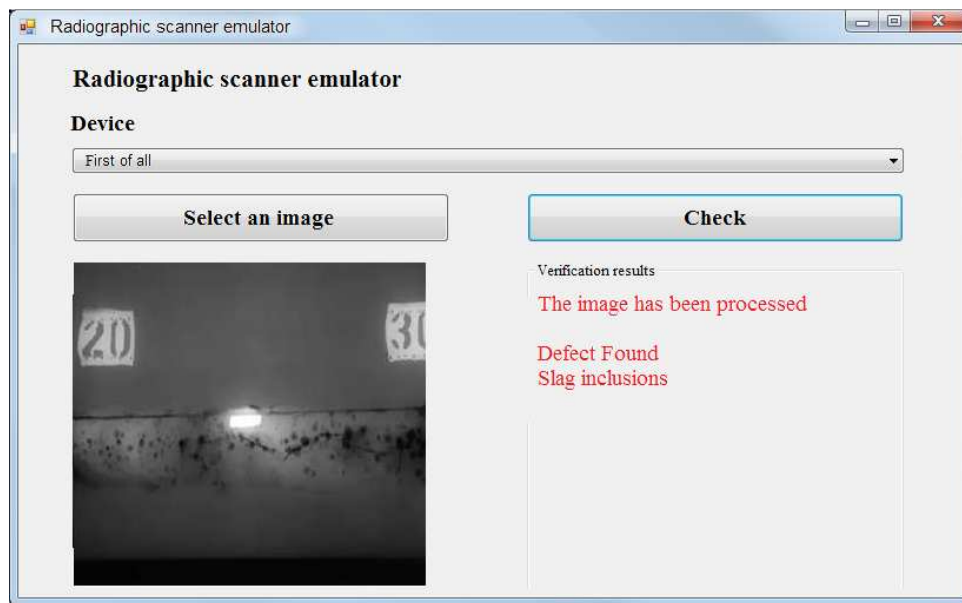 Radiographic scanner emulator
Radiographic scanner emulator
Device
First of all
Select an image
Check
20
30
Verification results
The image has been processed
Defect Found
Slag inclusions